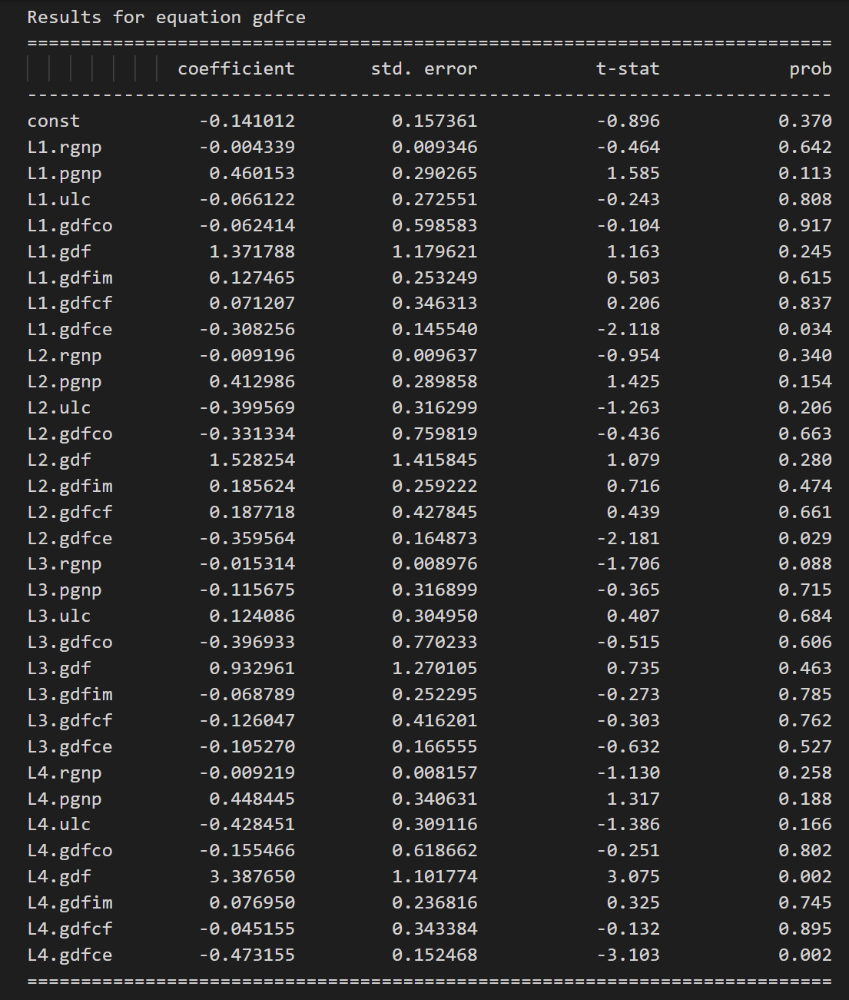 Results for equation gdfce
===========================================================================
coefficient std. error t-stat prob
---------------------------------------------------------------------------
const -0.141012 0.157361 -0.896 0.370
L1.rgnp -0.004339 0.009346 -0.464 0.642
L1.pgnp 0.460153 0.290265 1.585 0.113
L1.ulc -0.066122 0.272551 -0.243 0.808
L1.gdfco -0.062414 0.598583 -0.104 0.917
L1.gdf 1.371788 1.179621 1.163 0.245
L1.gdfim 0.127465 0.253249 0.503 0.615
L1.gdfcf 0.071207 0.346313 0.206 0.837
L1.gdfce -0.308256 0.145540 -2.118 0.034
L2.rgnp -0.009196 0.009637 -0.954 0.340
L2.pgnp 0.412986 0.289858 1.425 0.154
L2.ulc -0.399569 0.316299 -1.263 0.206
L2.gdfco -0.331334 0.759819 -0.436 0.663
L2.gdf 1.528254 1.415845 1.079 0.280
L2.gdfim 0.185624 0.259222 0.716 0.474
L2.gdfcf 0.187718 0.427845 0.439 0.661
L2.gdfce -0.359564 0.164873 -2.181 0.029
L3.rgnp -0.015314 0.008976 -1.706 0.088
L3.pgnp -0.115675 0.316899 -0.365 0.715
L3.ulc 0.124086 0.304950 0.407 0.684
L3.gdfco -0.396933 0.770233 -0.515 0.606
L3.gdf 0.932961 1.270105 0.735 0.463
L3.gdfim -0.068789 0.252295 -0.273 0.785
L3.gdfcf -0.126047 0.416201 -0.303 0.762
L3.gdfce -0.105270 0.166555 -0.632 0.527
L4.rgnp -0.009219 0.008157 -1.130 0.258
L4.pgnp 0.448445 0.340631 1.317 0.188
L4.ulc -0.428451 0.309116 -1.386 0.166
L4.gdfco -0.155466 0.618662 -0.251 0.802
L4.gdf 3.387650 1.101774 3.075 0.002
L4.gdfim 0.076950 0.236816 0.325 0.745
L4.gdfcf -0.045155 0.343384 -0.132 0.895
L4.gdfce -0.473155 0.152468 -3.103 0.002
===========================================================================